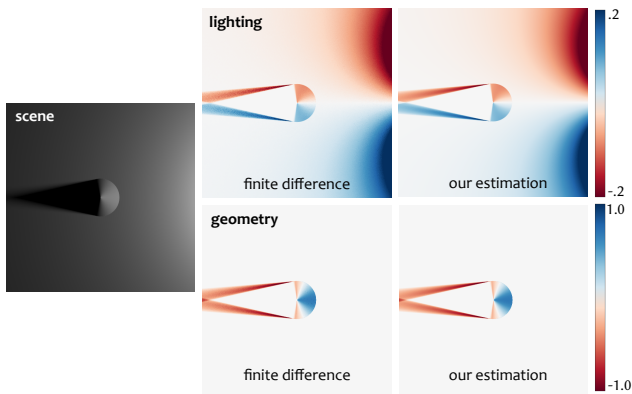 lighting
.2
scene
finite difference
our estimation
-.2
geometry
1.0
finite difference
our estimation
-1.0